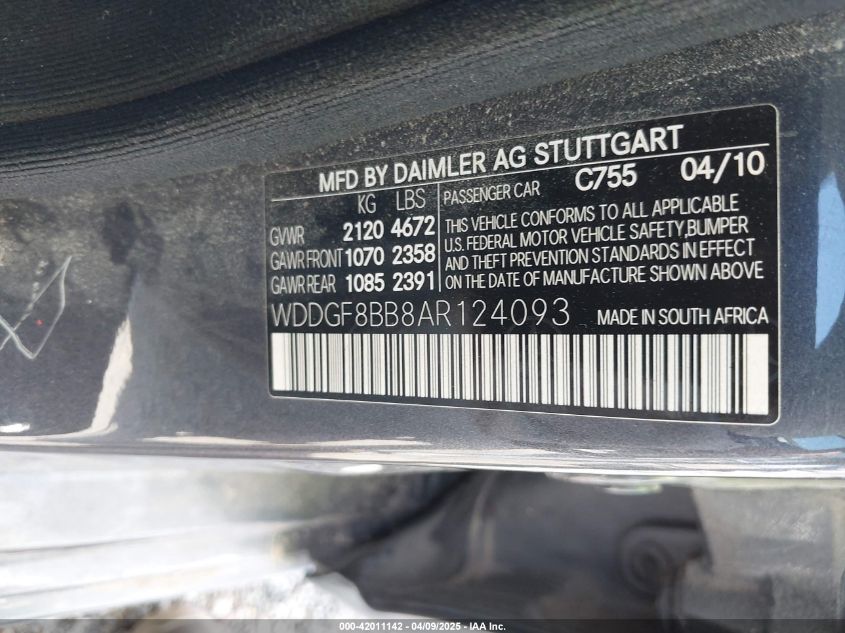 MFD BY DAIMLER AG STUTTGART
KG LBS
GVWR 2120 4672
GAWR FRONT 1070 2358
GAWR REAR 1085 2391
PASSENGER CAR C755 04/10
THIS VEHICLE CONFORMS TO ALL APPLICABLE
U.S. FEDERAL MOTOR VEHICLE SAFETY,BUMPER
AND THEFT PREVENTION STANDARDS IN EFFECT
ON THE DATE OF MANUFACTURE SHOWN ABOVE
WDDGF8BB8AR124093 MADE IN SOUTH AFRICA
000-42011142 - 04/09/2025 - IAA Inc.